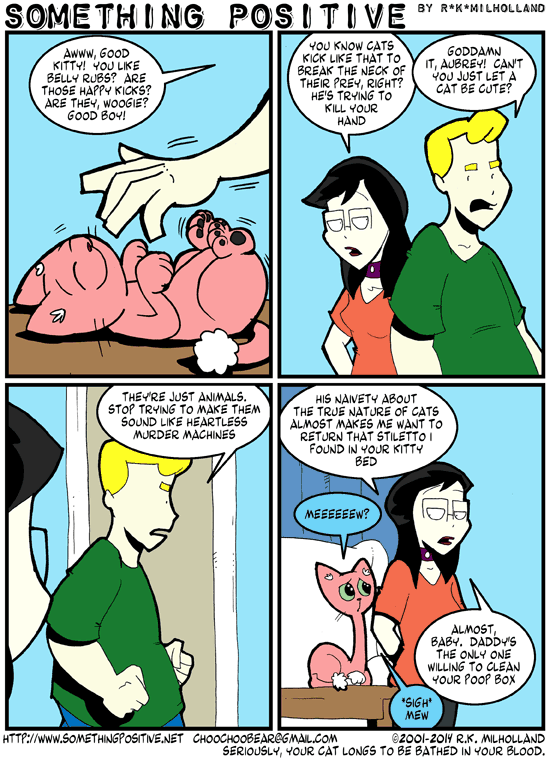 SOMETHING POSITIVE BY R*K*MILHOLLAND
AWWW, GOOD
KITTY! YOU LIKE
BELLY RUBS? ARE
THOSE HAPPY KICKS?
ARE THEY, WOOGIE?
GOOD BOY!
YOU KNOW CATS
KICK LIKE THAT TO
BREAK THE NECK OF
THEIR PREY, RIGHT?
HE'S TRYING TO
KILL YOUR
HAND
GODDAMN
IT, AUBREY! CAN'T
YOU JUST LET A
CAT BE CUTE?
THEY'RE JUST ANIMALS.
STOP TRYING TO MAKE THEM
SOUND LIKE HEARTLESS
MURDER MACHINES
HIS NAIVETY ABOUT
THE TRUE NATURE OF CATS
ALMOST MAKES ME WANT TO
RETURN THAT STILETTO I
FOUND IN YOUR KITTY
BED
MEEEEEEW?
ALMOST,
BABY. DADDY'S
THE ONLY ONE
WILLING TO CLEAN
YOUR POOP BOX
*SIGH*
MEW
HTTP://WWW.SOMETHINGPOSITIVE.NET CHOOCHOOBEAR@GMAIL.COM ©2001-2014 R.K. MILHOLLAND
SERIOUSLY, YOUR CAT LONGS TO BE BATHED IN YOUR BLOOD.